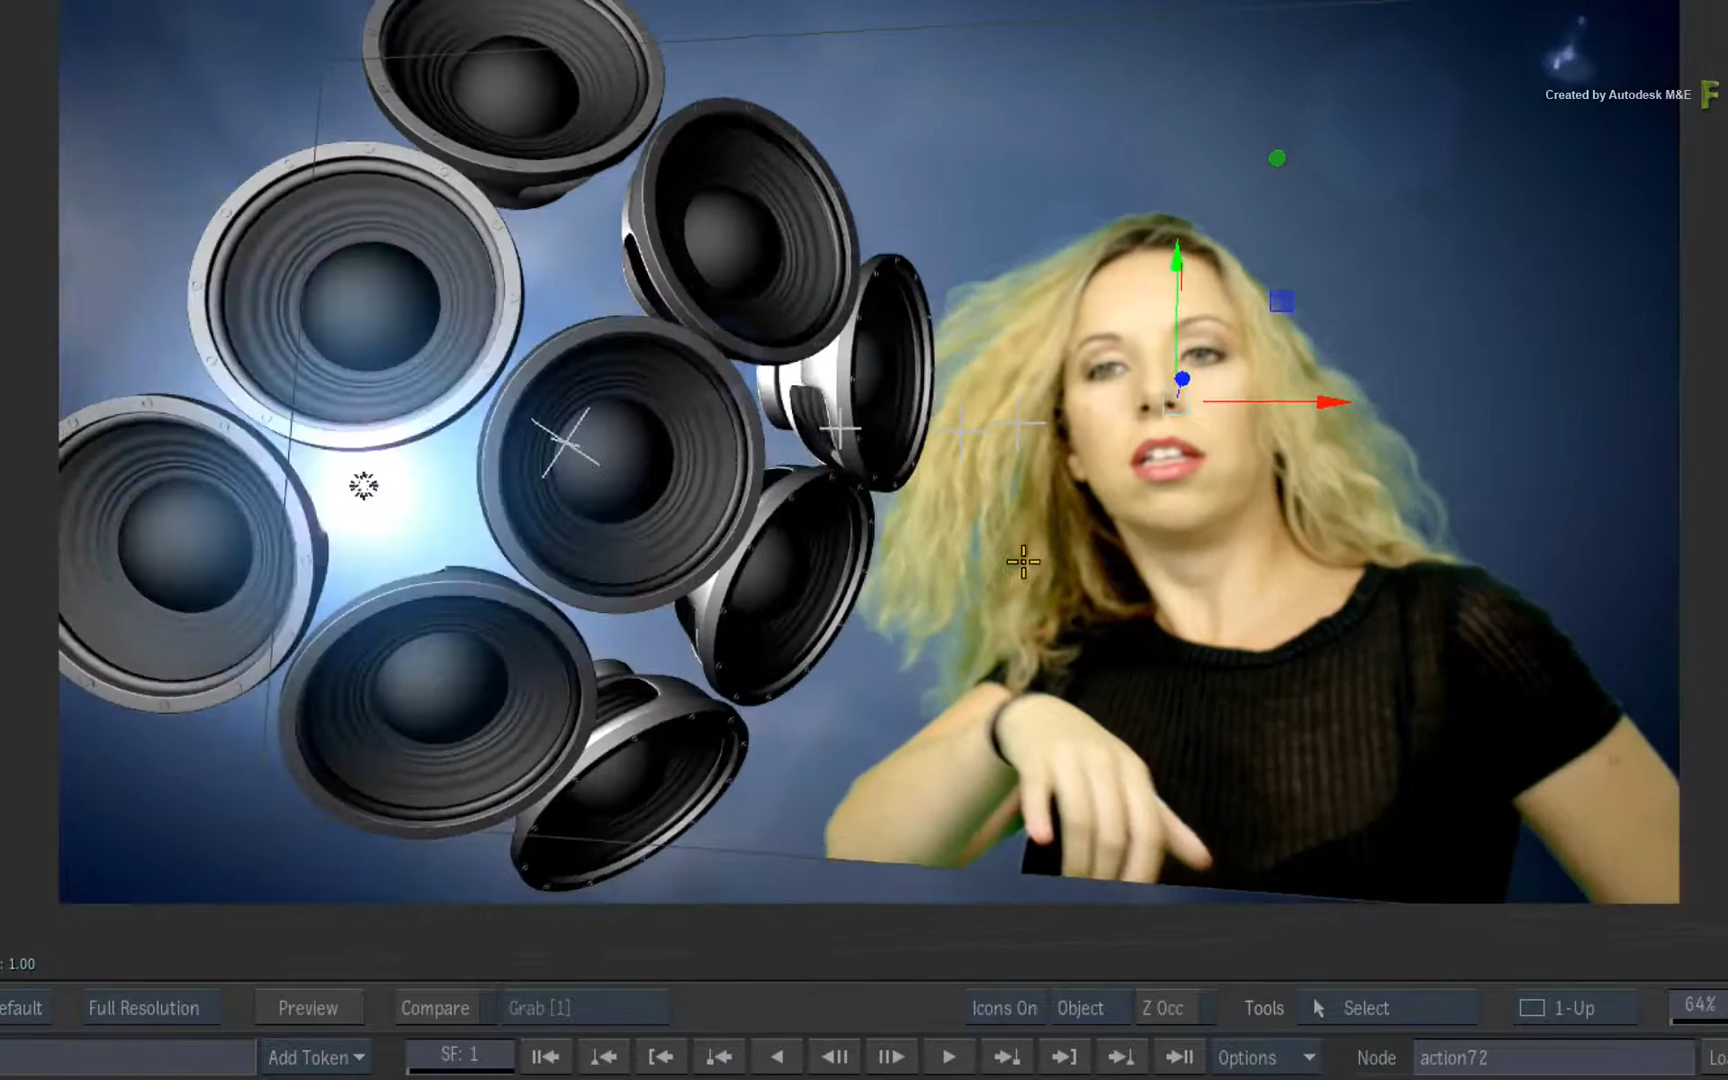 Created by Autodesk M&E
F
: 1.00
efault
Full Resolution
Preview
Compare
Grab [1]
Icons On
Object
Z Occ
Tools
Select
1-Up
64%
Add Token
SF: 1
Options
Node
action72
Lo